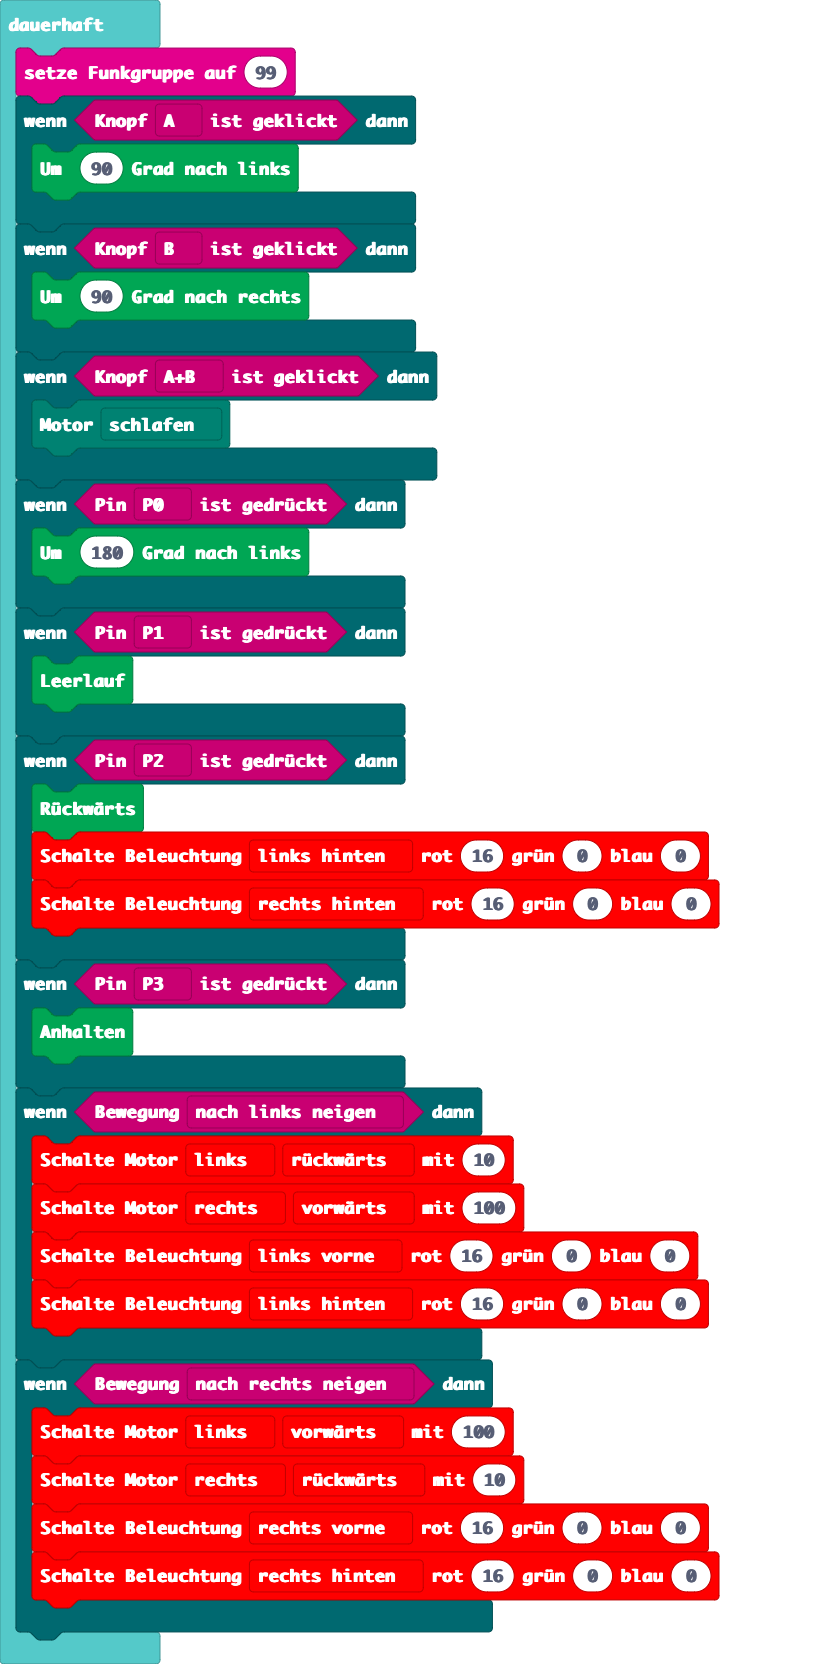 dauerhaft
setze Funkgruppe auf 99
wenn Knopf A ist geklickt dann
Um 90 Grad nach links
wenn Knopf B ist geklickt dann
Um 90 Grad nach rechts
wenn Knopf A+B ist geklickt dann
Motor schlafen
wenn Pin P0 ist gedrückt dann
Um 180 Grad nach links
wenn Pin P1 ist gedrückt dann
Leerlauf
wenn Pin P2 ist gedrückt dann
Rückwärts
Schalte Beleuchtung links hinten rot 16 grün 0 blau 0
Schalte Beleuchtung rechts hinten rot 16 grün 0 blau 0
wenn Pin P3 ist gedrückt dann
Anhalten
wenn Bewegung nach links neigen dann
Schalte Motor links rückwärts mit 10
Schalte Motor rechts vorwärts mit 100
Schalte Beleuchtung links vorne rot 16 grün 0 blau 0
Schalte Beleuchtung links hinten rot 16 grün 0 blau 0
wenn Bewegung nach rechts neigen dann
Schalte Motor links vorwärts mit 100
Schalte Motor rechts rückwärts mit 10
Schalte Beleuchtung rechts vorne rot 16 grün 0 blau 0
Schalte Beleuchtung rechts hinten rot 16 grün 0 blau 0